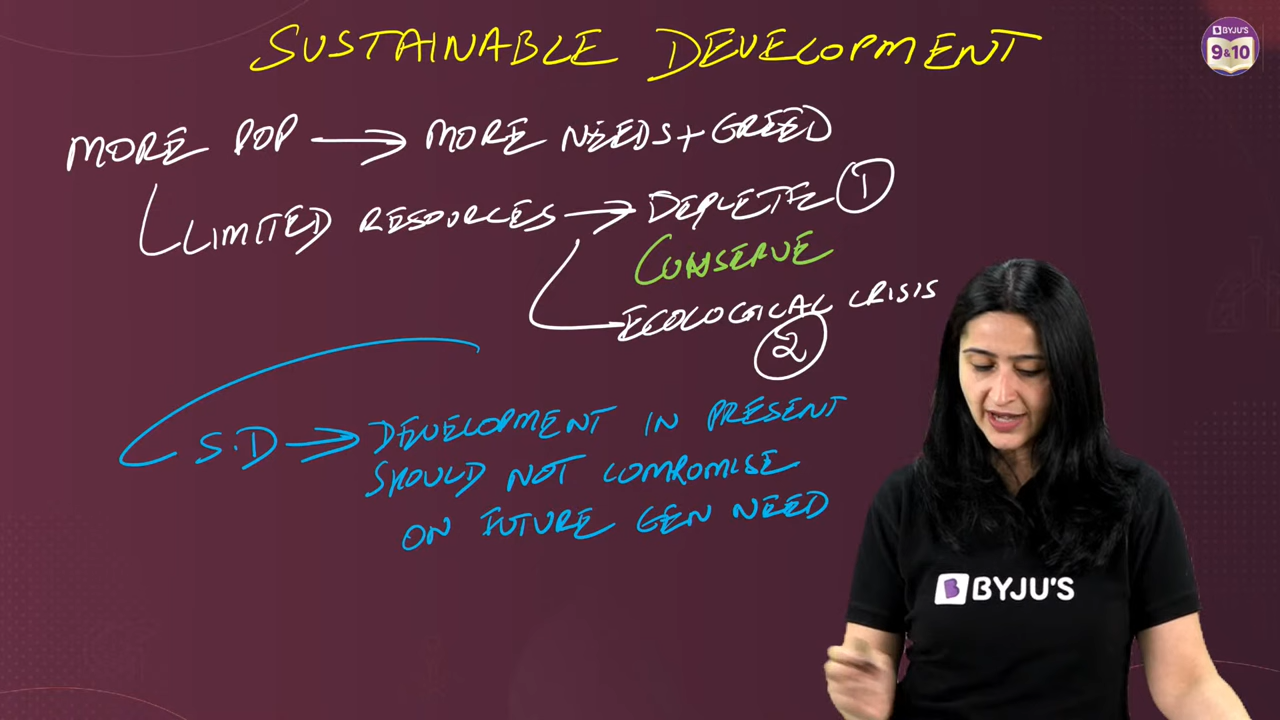 SUSTAINABLE DEVELOPMENT
BYJU'S
9&10
MORE POP → MORE NEEDS+GREED
LIMITED RESOURCES → DEPLETE 1
CONSERVE
ECOLOGICAL CRISIS
2
S.D → DEVELOPMENT IN PRESENT
SHOULD NOT COMPROMISE
ON FUTURE GEN NEED
B BYJU'S